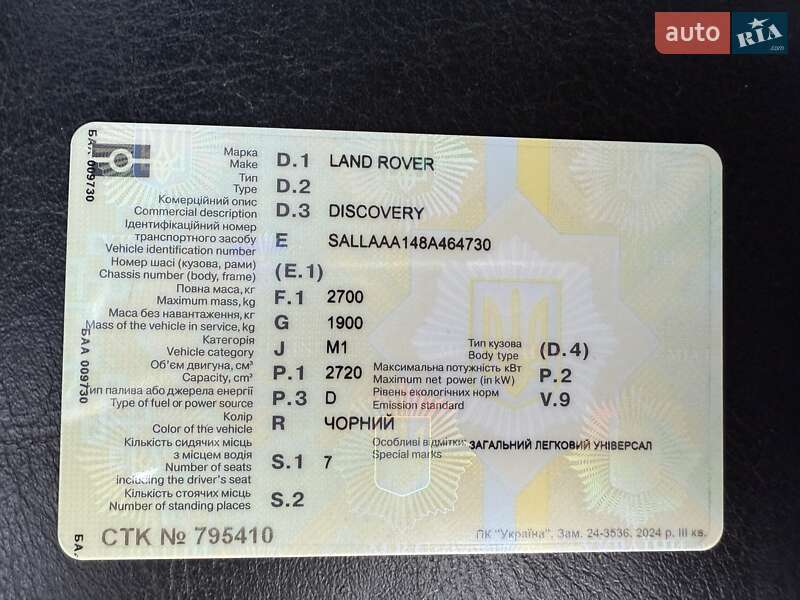 auto RIA .com
БАА 009730
Марка
Make D.1 LAND ROVER
Тип
Type D.2
Комерційний опис
Commercial description D.3 DISCOVERY
Ідентифікаційний номер
транспортного засобу
Vehicle identification number E SALLAAA148A464730
Номер шасі (кузова, рами)
Chassis number (body, frame) (E.1)
Повна маса, кг
Maximum mass, kg F.1 2700
Маса без навантаження, кг
Mass of the vehicle in service, kg G 1900
Категорія
Vehicle category J M1
Тип кузова
Body type (D.4)
БАА 009730
Об'єм двигуна, см³
Capacity, cm³ P.1 2720
Максимальна потужність кВт
Maximum net power (in kW) P.2
Тип палива або джерела енергії
Type of fuel or power source P.3 D
Рівень екологічних норм
Emission standard V.9
Колір
Color of the vehicle R ЧОРНИЙ
Кількість сидячих місць
з місцем водія
Number of seats
including the driver's seat S.1 7
Особливі відмітки ЗАГАЛЬНИЙ ЛЕГКОВИЙ УНІВЕРСАЛ
Special marks
Кількість стоячих місць
Number of standing places S.2
БА
СТК № 795410
ПК "Україна". Зам. 24-3536. 2024 р. III кв.